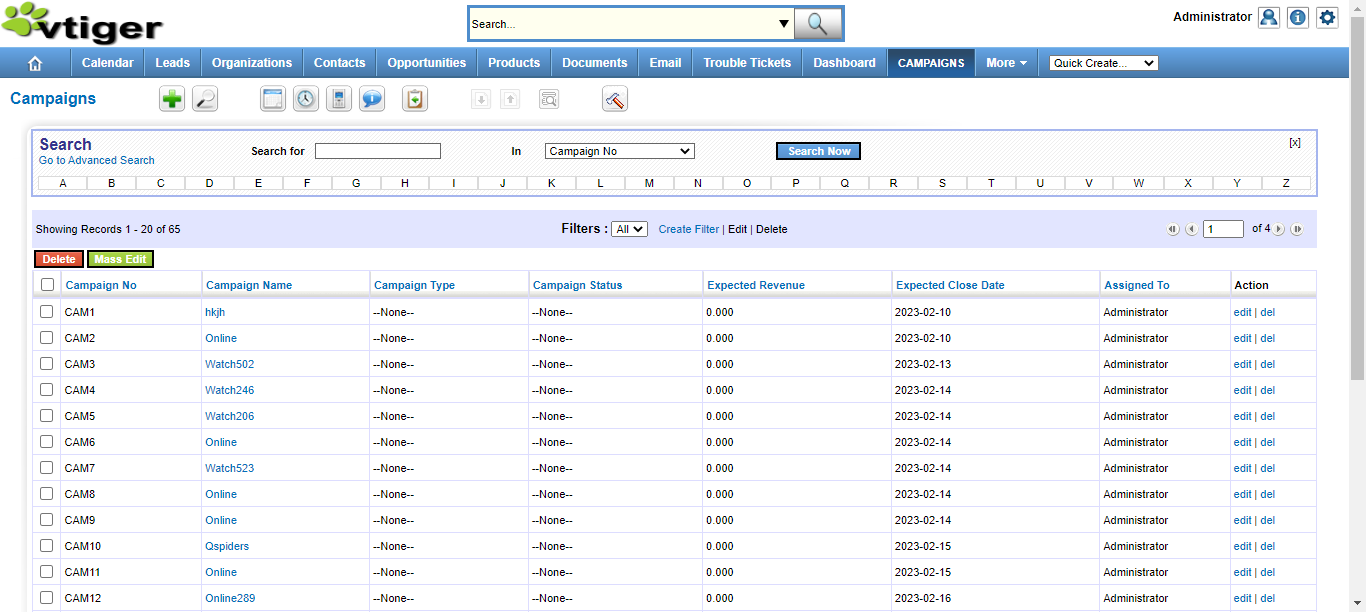 vtiger
Search...
Administrator
Calendar Leads Organizations Contacts Opportunities Products Documents Email Trouble Tickets Dashboard CAMPAIGNS More Quick Create...
Campaigns
Search
Go to Advanced Search
Search for In Campaign No Search Now [x]
A B C D E F G H I J K L M N O P Q R S T U V W X Y Z
Showing Records 1 - 20 of 65 Filters : All Create Filter | Edit | Delete 1 of 4
Delete Mass Edit
Campaign No Campaign Name Campaign Type Campaign Status Expected Revenue Expected Close Date Assigned To Action
CAM1 hkjh --None-- --None-- 0.000 2023-02-10 Administrator edit | del
CAM2 Online --None-- --None-- 0.000 2023-02-10 Administrator edit | del
CAM3 Watch502 --None-- --None-- 0.000 2023-02-13 Administrator edit | del
CAM4 Watch246 --None-- --None-- 0.000 2023-02-14 Administrator edit | del
CAM5 Watch206 --None-- --None-- 0.000 2023-02-14 Administrator edit | del
CAM6 Online --None-- --None-- 0.000 2023-02-14 Administrator edit | del
CAM7 Watch523 --None-- --None-- 0.000 2023-02-14 Administrator edit | del
CAM8 Online --None-- --None-- 0.000 2023-02-14 Administrator edit | del
CAM9 Online --None-- --None-- 0.000 2023-02-14 Administrator edit | del
CAM10 Qspiders --None-- --None-- 0.000 2023-02-15 Administrator edit | del
CAM11 Online --None-- --None-- 0.000 2023-02-15 Administrator edit | del
CAM12 Online289 --None-- --None-- 0.000 2023-02-16 Administrator edit | del